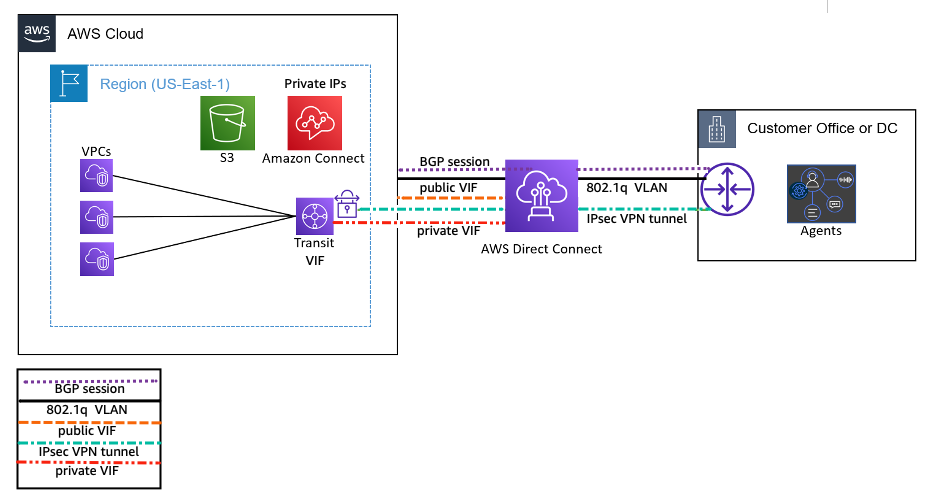 aws
AWS Cloud
Region (US-East-1)
Private IPs
S3
Amazon Connect
VPCs
Transit
VIF
BGP session
public VIF
private VIF
802.1q VLAN
IPsec VPN tunnel
AWS Direct Connect
Customer Office or DC
Agents
BGP session
802.1q VLAN
public VIF
IPsec VPN tunnel
private VIF